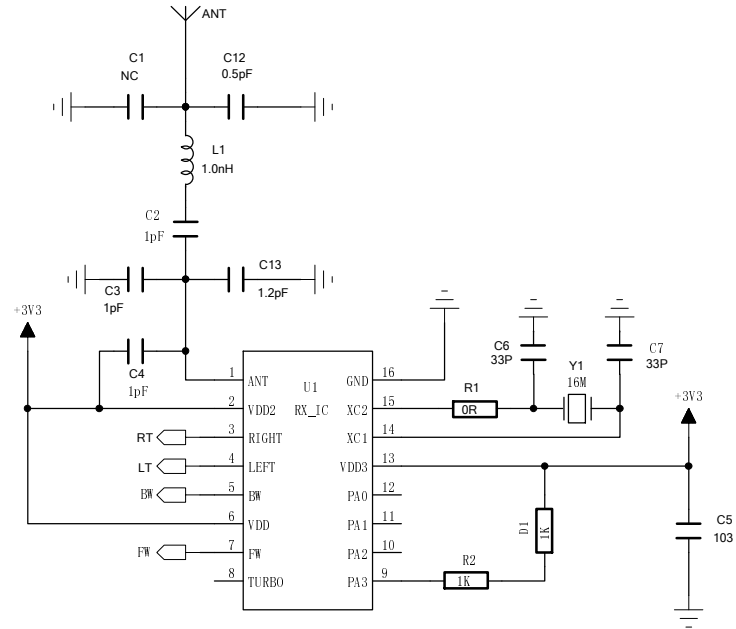 ANT
C1
NC
C12
0.5pF
L1
1.0nH
C2
1pF
C3
1pF
C13
1.2pF
+3V3
C4
1pF
C6
33P
Y1
16M
C7
33P
+3V3
R1
0R
U1
RX_IC
1 ANT
2 VDD2
RT 3 RIGHT
LT 4 LEFT
BW 5 BW
6 VDD
FW 7 FW
8 TURBO
GND 16
XC2 15
XC1 14
VDD3 13
PA0 12
PA1 11
PA2 10
PA3 9
D1
1K
R2
1K
C5
103